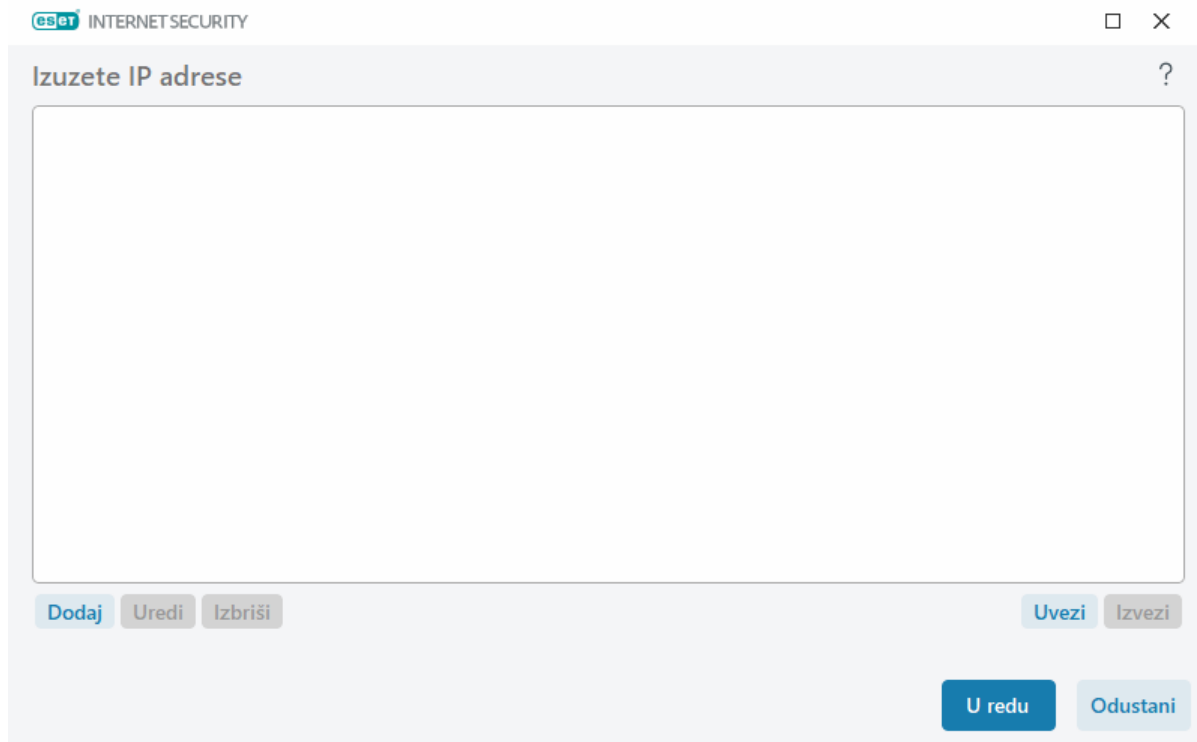 eset INTERNET SECURITY
Izuzete IP adrese
?
Dodaj Uredi Izbriši Uvezi Izvezi
U redu Odustani